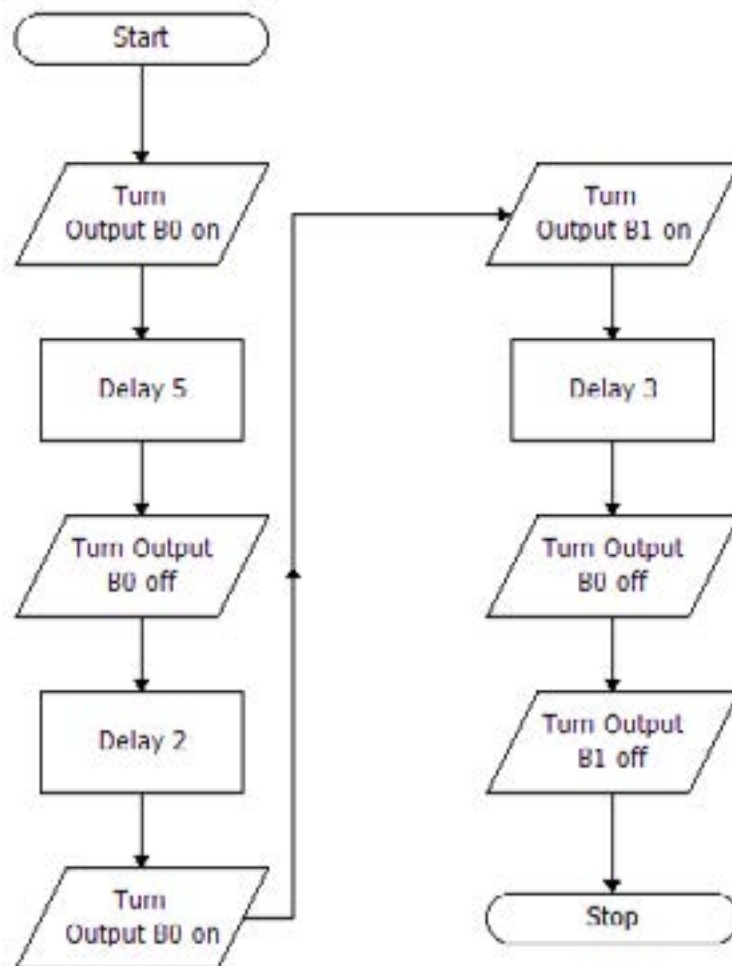 Start
Turn
Output B0 on
Delay 5
Turn Output
B0 off
Delay 2
Turn
Output B0 on
Turn
Output B1 on
Delay 3
Turn Output
B0 off
Turn Output
B1 off
Stop